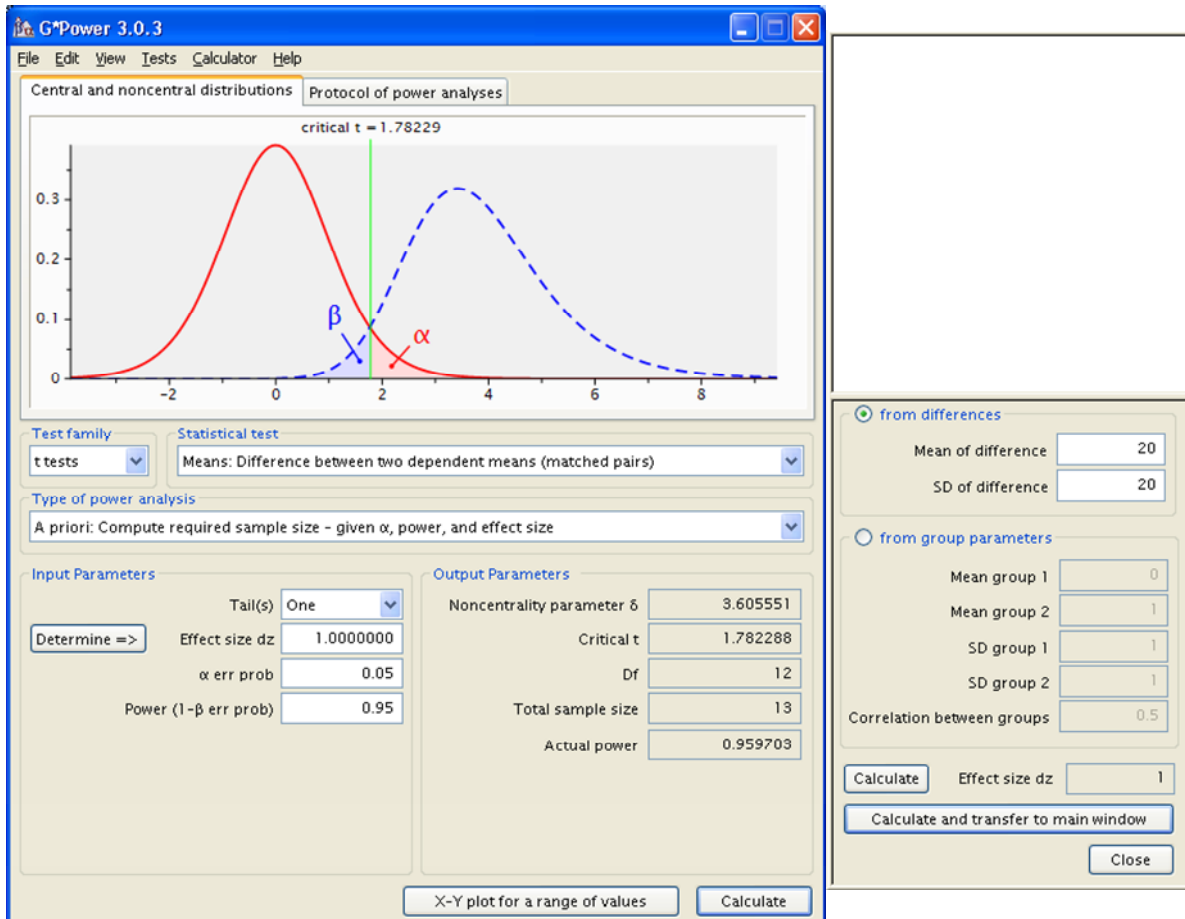 G*Power 3.0.3
File Edit View Tests Calculator Help
Central and noncentral distributions Protocol of power analyses
critical t = 1.78229
0.3
0.2
0.1
0
β
α
-2 0 2 4 6 8
Test family Statistical test
t tests Means: Difference between two dependent means (matched pairs)
Type of power analysis
A priori: Compute required sample size – given α, power, and effect size
Input Parameters
Tail(s) One
Determine => Effect size dz 1.0000000
α err prob 0.05
Power (1-β err prob) 0.95
Output Parameters
Noncentrality parameter δ 3.605551
Critical t 1.782288
Df 12
Total sample size 13
Actual power 0.959703
X-Y plot for a range of values Calculate
from differences
Mean of difference 20
SD of difference 20
from group parameters
Mean group 1 0
Mean group 2 1
SD group 1 1
SD group 2 1
Correlation between groups 0.5
Calculate Effect size dz 1
Calculate and transfer to main window
Close